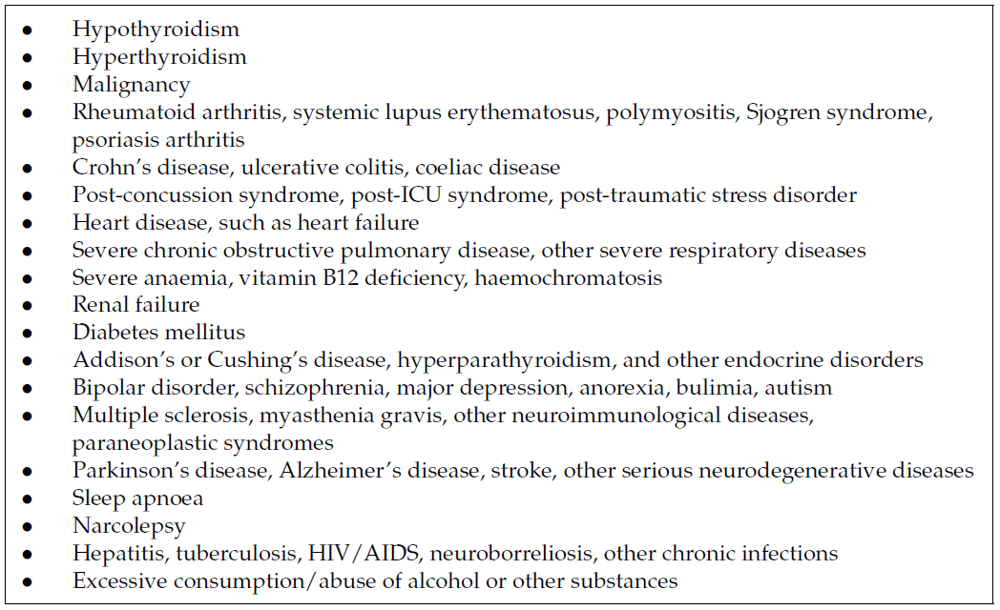 ● Hypothyroidism
● Hyperthyroidism
● Malignancy
● Rheumatoid arthritis, systemic lupus erythematosus, polymyositis, Sjogren syndrome,
psoriasis arthritis
● Crohn's disease, ulcerative colitis, coeliac disease
● Post-concussion syndrome, post-ICU syndrome, post-traumatic stress disorder
● Heart disease, such as heart failure
● Severe chronic obstructive pulmonary disease, other severe respiratory diseases
● Severe anaemia, vitamin B12 deficiency, haemochromatosis
● Renal failure
● Diabetes mellitus
● Addison's or Cushing's disease, hyperparathyroidism, and other endocrine disorders
● Bipolar disorder, schizophrenia, major depression, anorexia, bulimia, autism
● Multiple sclerosis, myasthenia gravis, other neuroimmunological diseases,
paraneoplastic syndromes
● Parkinson's disease, Alzheimer's disease, stroke, other serious neurodegenerative diseases
● Sleep apnoea
● Narcolepsy
● Hepatitis, tuberculosis, HIV/AIDS, neuroborreliosis, other chronic infections
● Excessive consumption/abuse of alcohol or other substances